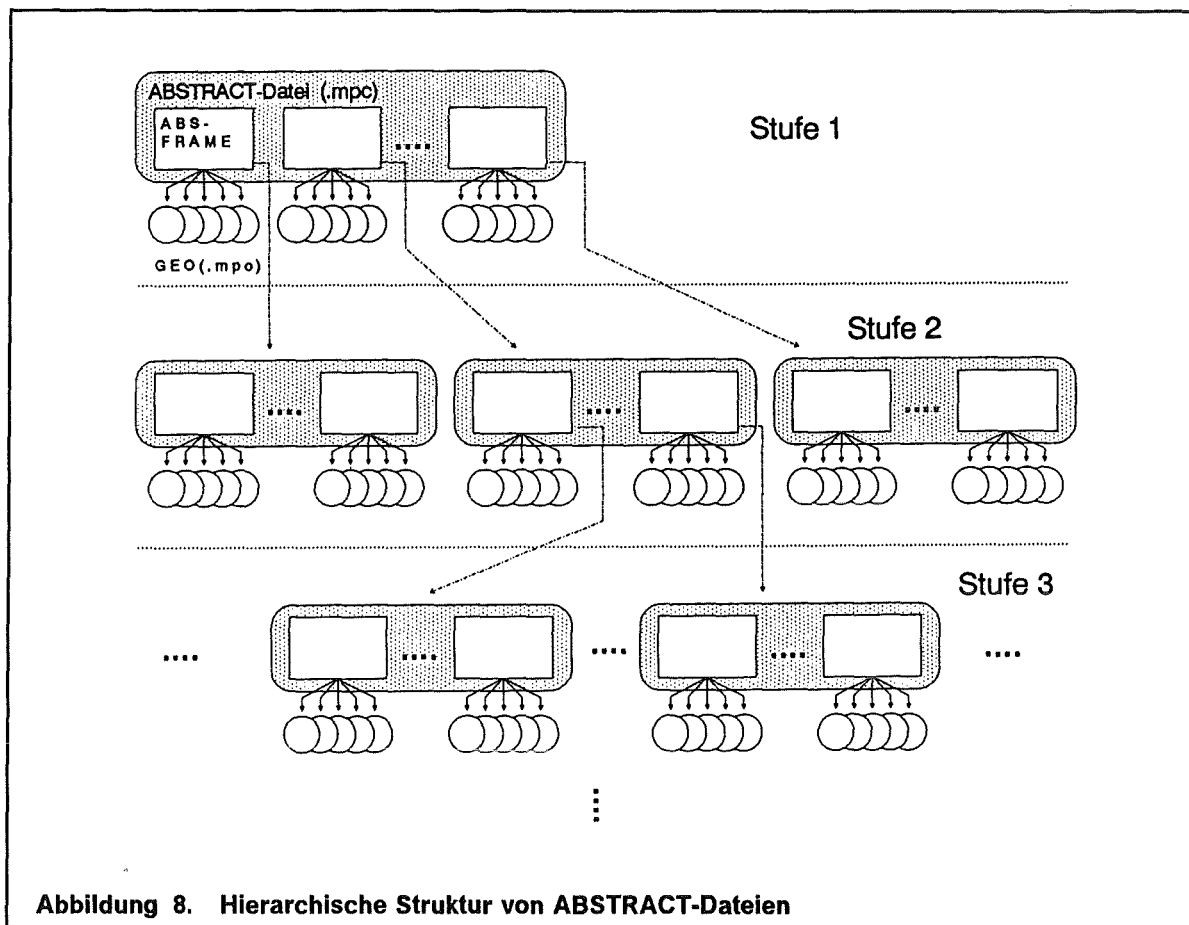 ABSTRACT-Datei (.mpc)
ABS-
FRAME
....
Stufe 1
GEO(.mpo)
Stufe 2
....
....
....
Stufe 3
....
....
....
....
....
Abbildung 8. Hierarchische Struktur von ABSTRACT-Dateien